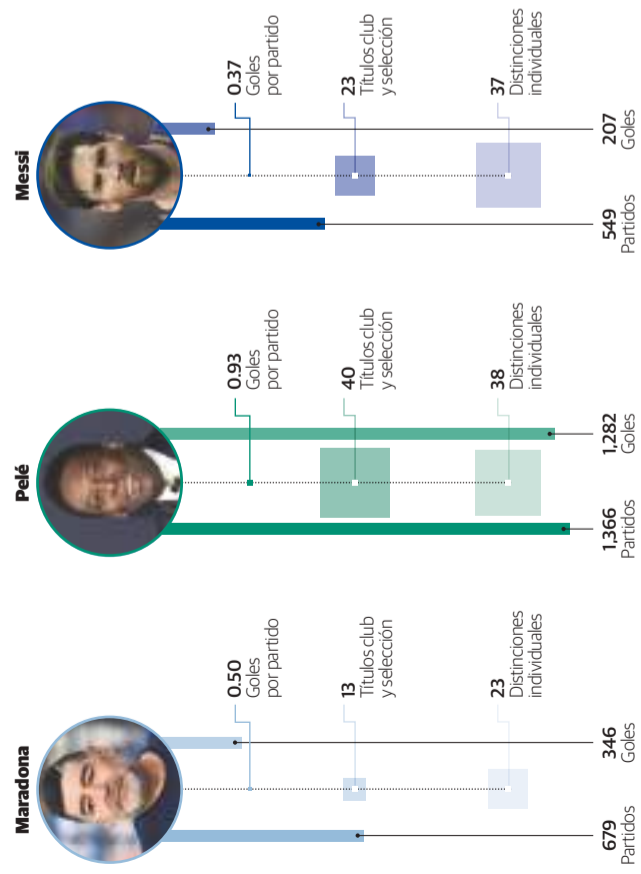 Maradona
0.50
Goles
por partido
13
Títulos club
y selección
23
Distinciones
individuales
679
Partidos
346
Goles
Pelé
0.93
Goles
por partido
40
Títulos club
y selección
38
Distinciones
individuales
1,366
Partidos
1,282
Goles
Messi
0.37
Goles
por partido
23
Títulos club
y selección
37
Distinciones
individuales
549
Partidos
207
Goles